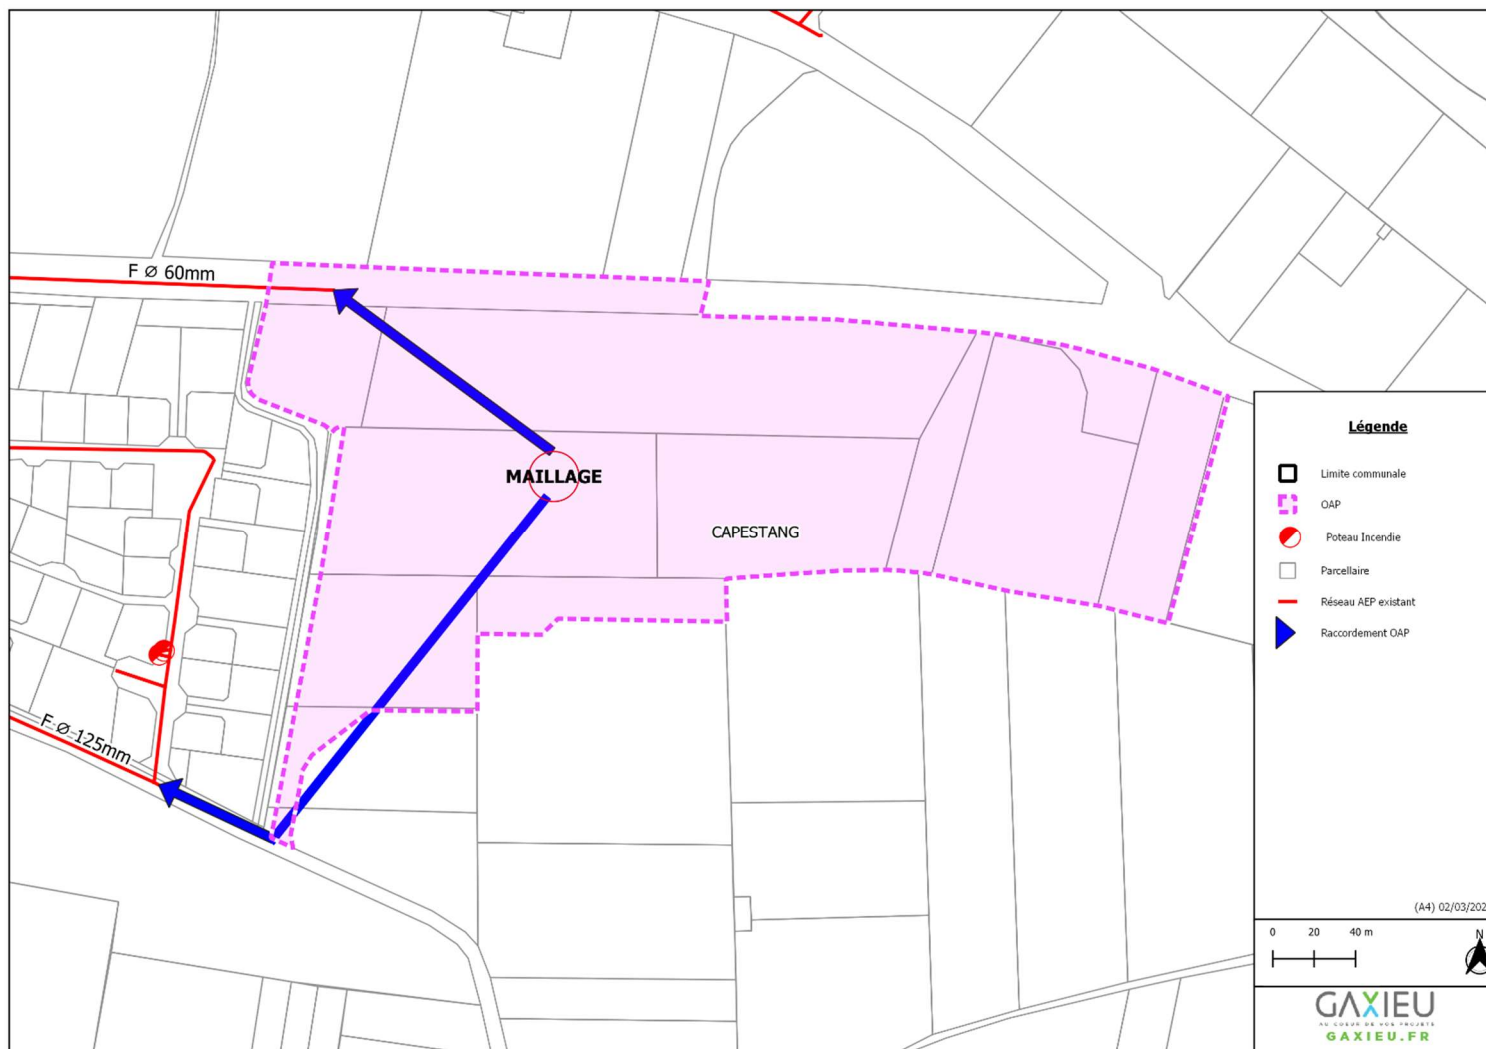 F Ø 60mm
MAILLAGE
CAPESTANG
F Ø 125mm
Légende
Limite communale
OAP
Poteau Incendie
Parcellaire
Réseau AEP existant
Raccordement OAP
(A4) 02/03/202
0 20 40 m
N
GAXIEU
AU COEUR DE VOS PROJETS
GAXIEU.FR